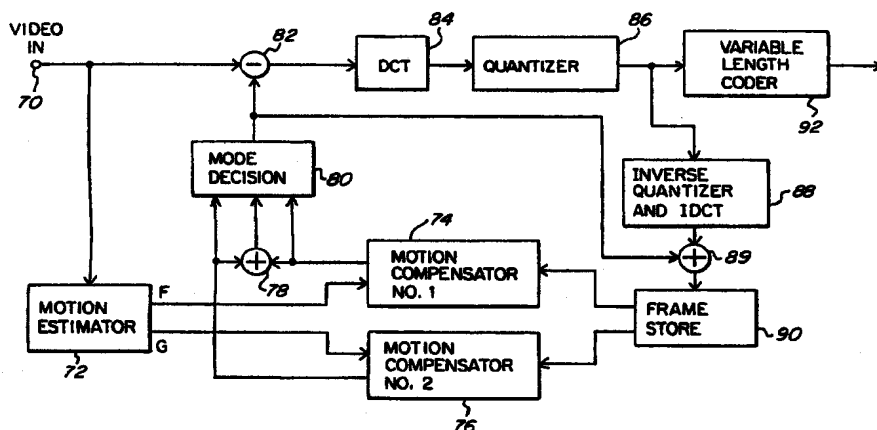 VIDEO
IN
70
82
−
84
DCT
86
QUANTIZER
VARIABLE
LENGTH
CODER
92
MODE
DECISION
80
INVERSE
QUANTIZER
AND IDCT
88
74
+
78
MOTION
COMPENSATOR
NO. 1
+
89
MOTION
ESTIMATOR
72
F
G
FRAME
STORE
90
MOTION
COMPENSATOR
NO. 2
76